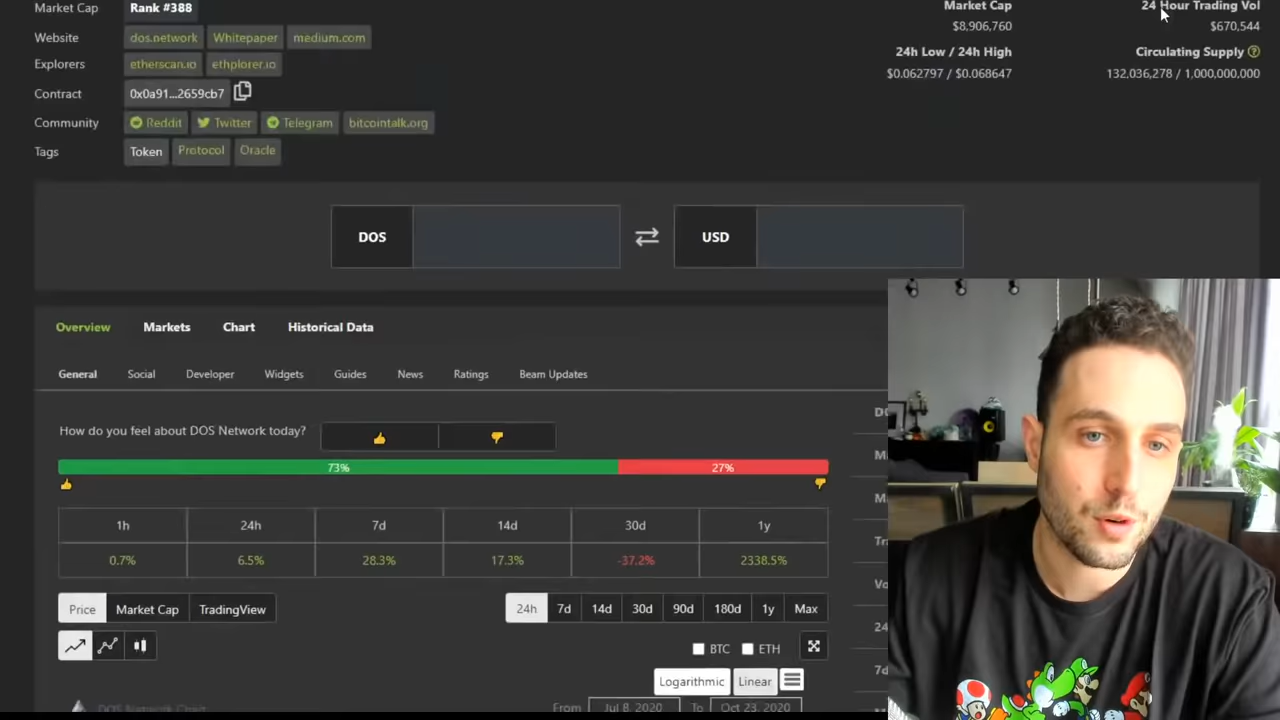 Market Cap Rank #388
Market Cap
24 Hour Trading Vol
$8,906,760
$670,544
Website dos.network Whitepaper medium.com
24h Low / 24h High
Circulating Supply
Explorers etherscan.io ethplorer.io
$0.062797 / $0.068647
132,036,278 / 1,000,000,000
Contract 0x0a91...2659cb7
Community Reddit Twitter Telegram bitcointalk.org
Tags Token Protocol Oracle
DOS
USD
Overview Markets Chart Historical Data
General Social Developer Widgets Guides News Ratings Beam Updates
How do you feel about DOS Network today?
73% 27%
1h 24h 7d 14d 30d 1y
0.7% 6.5% 28.3% 17.3% -37.2% 2338.5%
Price Market Cap TradingView
24h 7d 14d 30d 90d 180d 1y Max
BTC ETH
Logarithmic Linear
DOS Network Chart
From Jul 8, 2020 To Oct 23, 2020